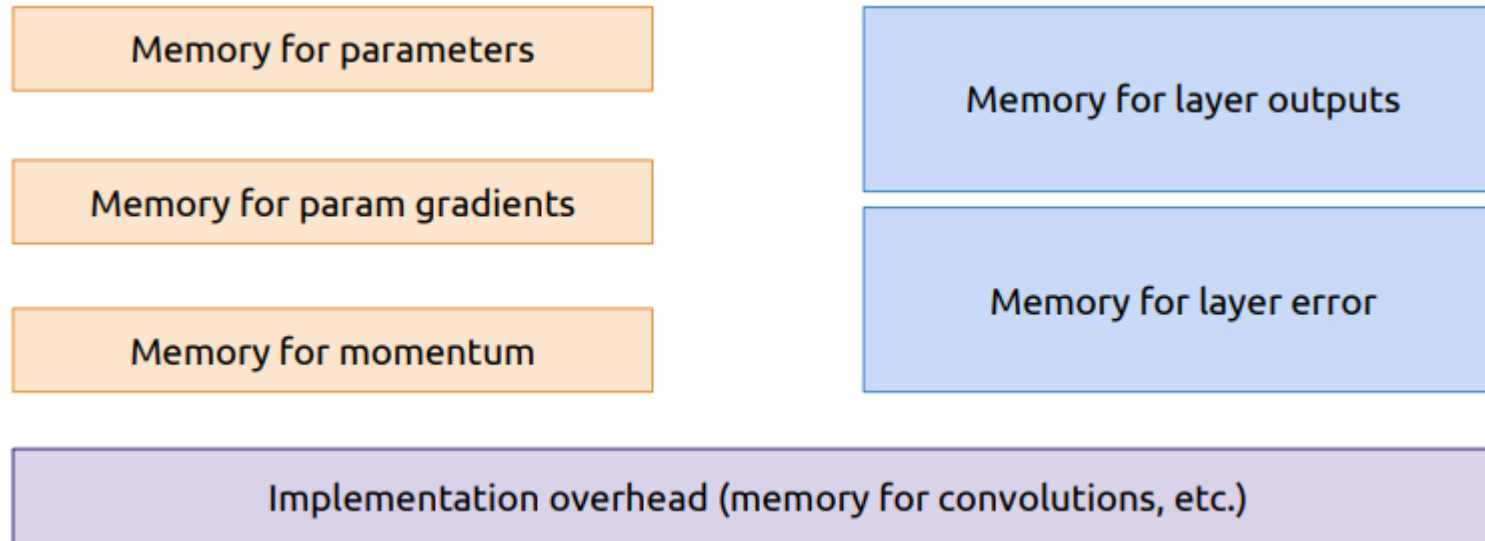 Memory for parameters
Memory for param gradients
Memory for momentum
Memory for layer outputs
Memory for layer error
Implementation overhead (memory for convolutions, etc.)